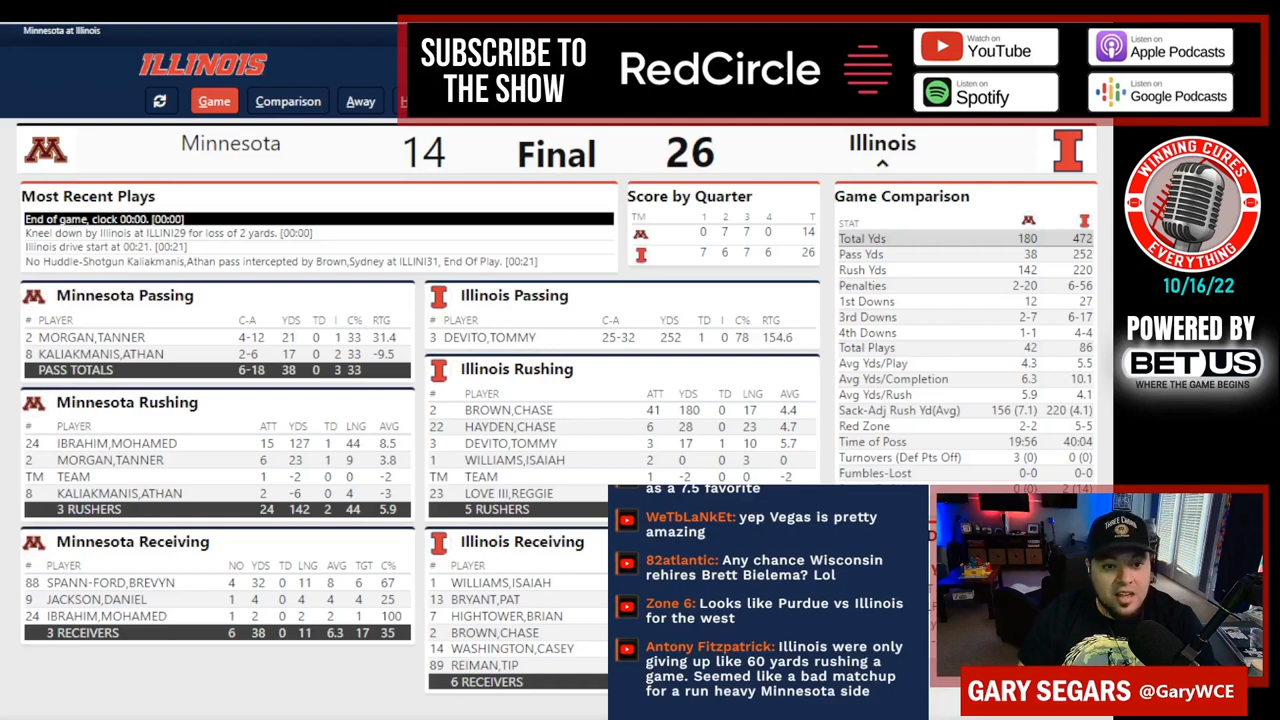 Minnesota at Illinois
ILLINOIS
Game Comparison Away
SUBSCRIBE TO
THE SHOW
RedCircle
Watch on
YouTube
Listen on
Spotify
Listen on
Apple Podcasts
Listen on
Google Podcasts
Minnesota 14 Final 26 Illinois
Most Recent Plays
End of game, clock 00:00. [00:00]
Kneel down by Illinois at ILLINI29 for loss of 2 yards. [00:00]
Illinois drive start at 00:21. [00:21]
No Huddle-Shotgun Kaliakmanis,Athan pass intercepted by Brown,Sydney at ILLINI31, End Of Play. [00:21]
Score by Quarter
TM 1 2 3 4 T
M 0 7 7 0 14
I 7 6 7 6 26
Game Comparison
STAT M I
Total Yds 180 472
Pass Yds 38 252
Rush Yds 142 220
Penalties 2-20 6-56
1st Downs 12 27
3rd Downs 2-7 6-17
4th Downs 1-1 4-4
Total Plays 42 86
Avg Yds/Play 4.3 5.5
Avg Yds/Completion 6.3 10.1
Avg Yds/Rush 5.9 4.1
Sack-Adj Rush Yd(Avg) 156 (7.1) 220 (4.1)
Red Zone 2-2 5-5
Time of Poss 19:56 40:04
Turnovers (Def Pts Off) 3 (0) 0 (0)
Fumbles-Lost 0-0 0-0
Minnesota Passing
# PLAYER C-A YDS TD I C% RTG
2 MORGAN,TANNER 4-12 21 0 1 33 31.4
8 KALIAKMANIS,ATHAN 2-6 17 0 2 33 -9.5
PASS TOTALS 6-18 38 0 3 33
Minnesota Rushing
# PLAYER ATT YDS TD LNG AVG
24 IBRAHIM,MOHAMED 15 127 1 44 8.5
2 MORGAN,TANNER 6 23 1 9 3.8
TM TEAM 1 -2 0 0 -2
8 KALIAKMANIS,ATHAN 2 -6 0 4 -3
3 RUSHERS 24 142 2 44 5.9
Minnesota Receiving
# PLAYER NO YDS TD LNG AVG TGT C%
88 SPANN-FORD,BREVYN 4 32 0 11 8 6 67
9 JACKSON,DANIEL 1 4 0 4 4 4 25
24 IBRAHIM,MOHAMED 1 2 0 2 2 1 100
3 RECEIVERS 6 38 0 11 6.3 17 35
Illinois Passing
# PLAYER C-A YDS TD I C% RTG
3 DEVITO,TOMMY 25-32 252 1 0 78 154.6
Illinois Rushing
# PLAYER ATT YDS TD LNG AVG
2 BROWN,CHASE 41 180 0 17 4.4
22 HAYDEN,CHASE 6 28 0 23 4.7
3 DEVITO,TOMMY 3 17 1 10 5.7
1 WILLIAMS,ISAIAH 2 0 0 3 0
TM TEAM 1 -2 0 0 -2
23 LOVE III,REGGIE
5 RUSHERS
Illinois Receiving
# PLAYER
1 WILLIAMS,ISAIAH
13 BRYANT,PAT
7 HIGHTOWER,BRIAN
2 BROWN,CHASE
14 WASHINGTON,CASEY
89 REIMAN,TIP
6 RECEIVERS
as a 7.5 favorite
WeTbLaNkEt: yep Vegas is pretty
amazing
82atlantic: Any chance Wisconsin
rehires Brett Bielema? Lol
Zone 6: Looks like Purdue vs Illinois
for the west
Antony Fitzpatrick: Illinois were only
giving up like 60 yards rushing a
game. Seemed like a bad matchup
for a run heavy Minnesota side
WINNING CURES
EVERYTHING
10/16/22
POWERED BY
BETUS
WHERE THE GAME BEGINS
THREE CHORD
GARY SEGARS @GaryWCE